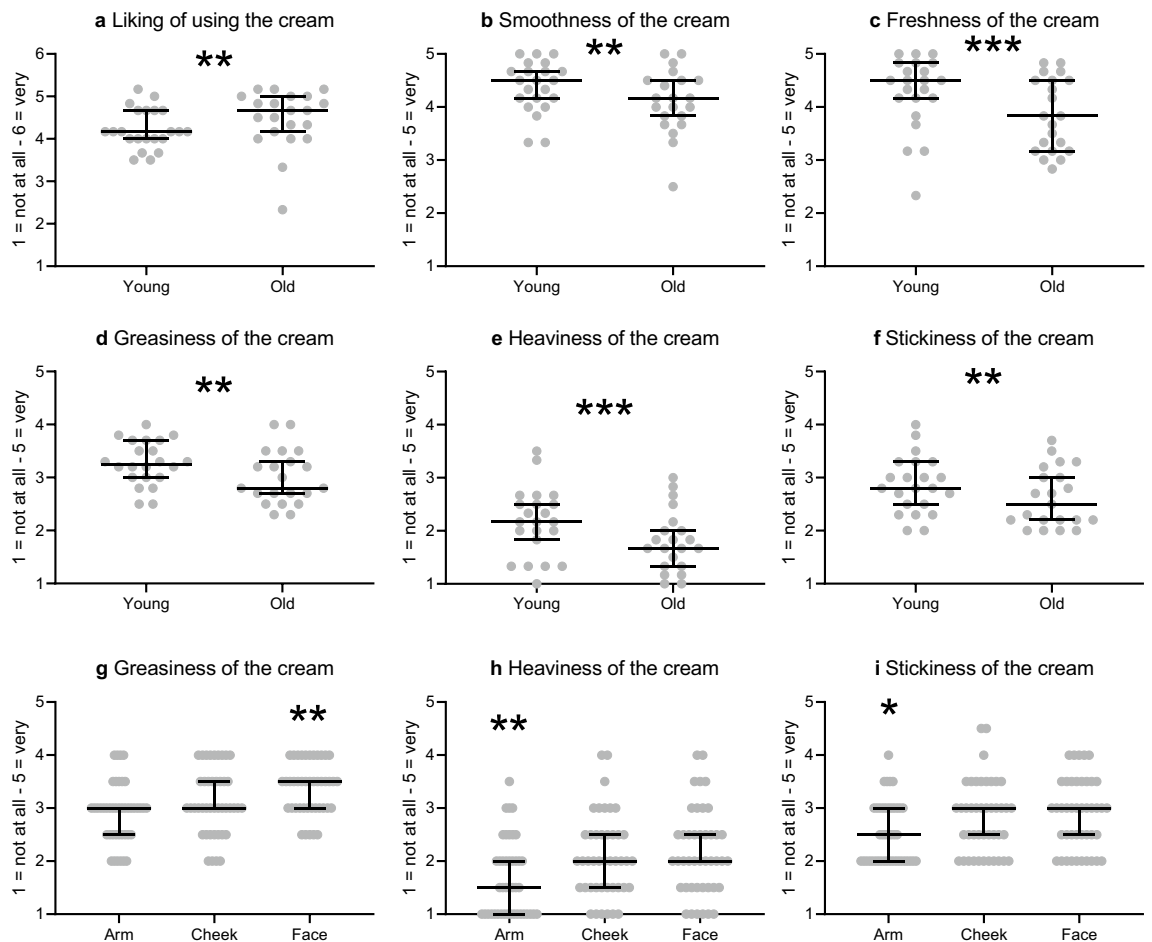 a Liking of using the cream
1 = not at all - 6 = very
6
5
4
3
2
1
**
Young Old
b Smoothness of the cream
1 = not at all - 5 = very
5
4
3
2
1
**
Young Old
c Freshness of the cream
1 = not at all - 5 = very
5
4
3
2
1
***
Young Old
d Greasiness of the cream
1 = not at all - 5 = very
5
4
3
2
1
**
Young Old
e Heaviness of the cream
1 = not at all - 5 = very
5
4
3
2
1
***
Young Old
f Stickiness of the cream
1 = not at all - 5 = very
5
4
3
2
1
**
Young Old
g Greasiness of the cream
1 = not at all - 5 = very
5
4
3
2
1
**
Arm Cheek Face
h Heaviness of the cream
1 = not at all - 5 = very
5
4
3
2
1
**
Arm Cheek Face
i Stickiness of the cream
1 = not at all - 5 = very
5
4
3
2
1
*
Arm Cheek Face